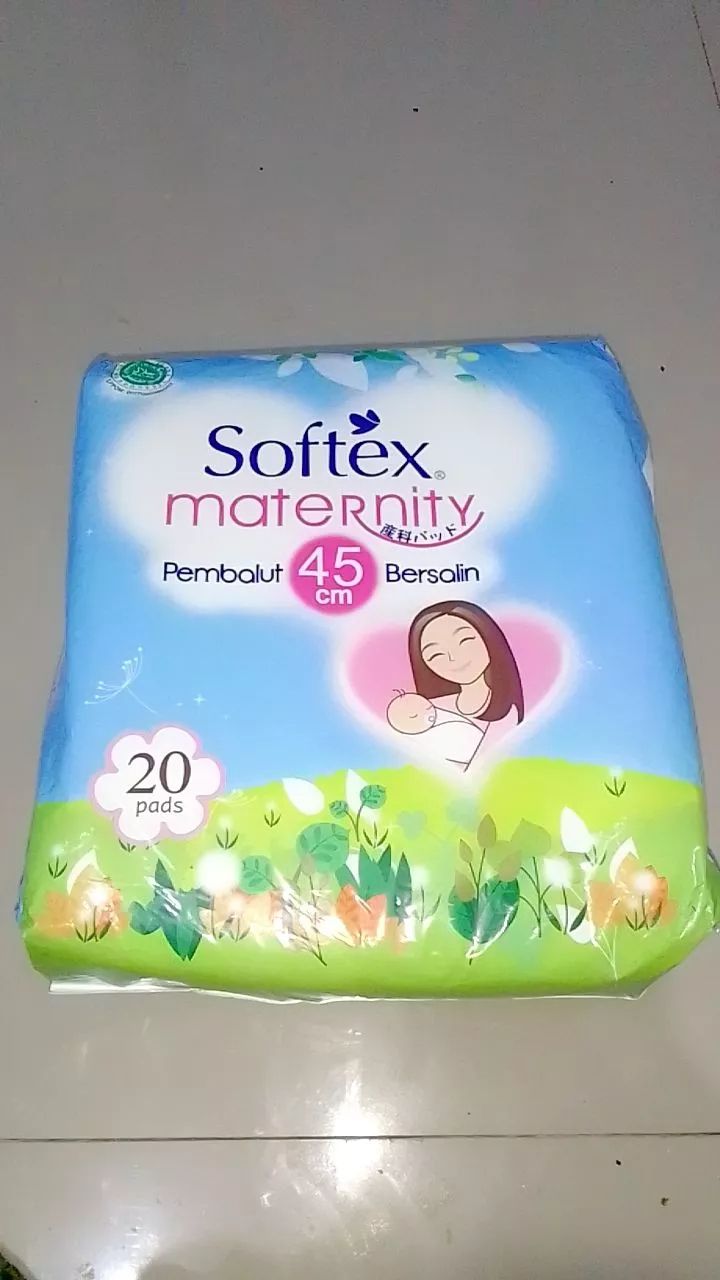 Softex®
maternity
産科パッド
Pembalut 45 cm Bersalin
20
pads